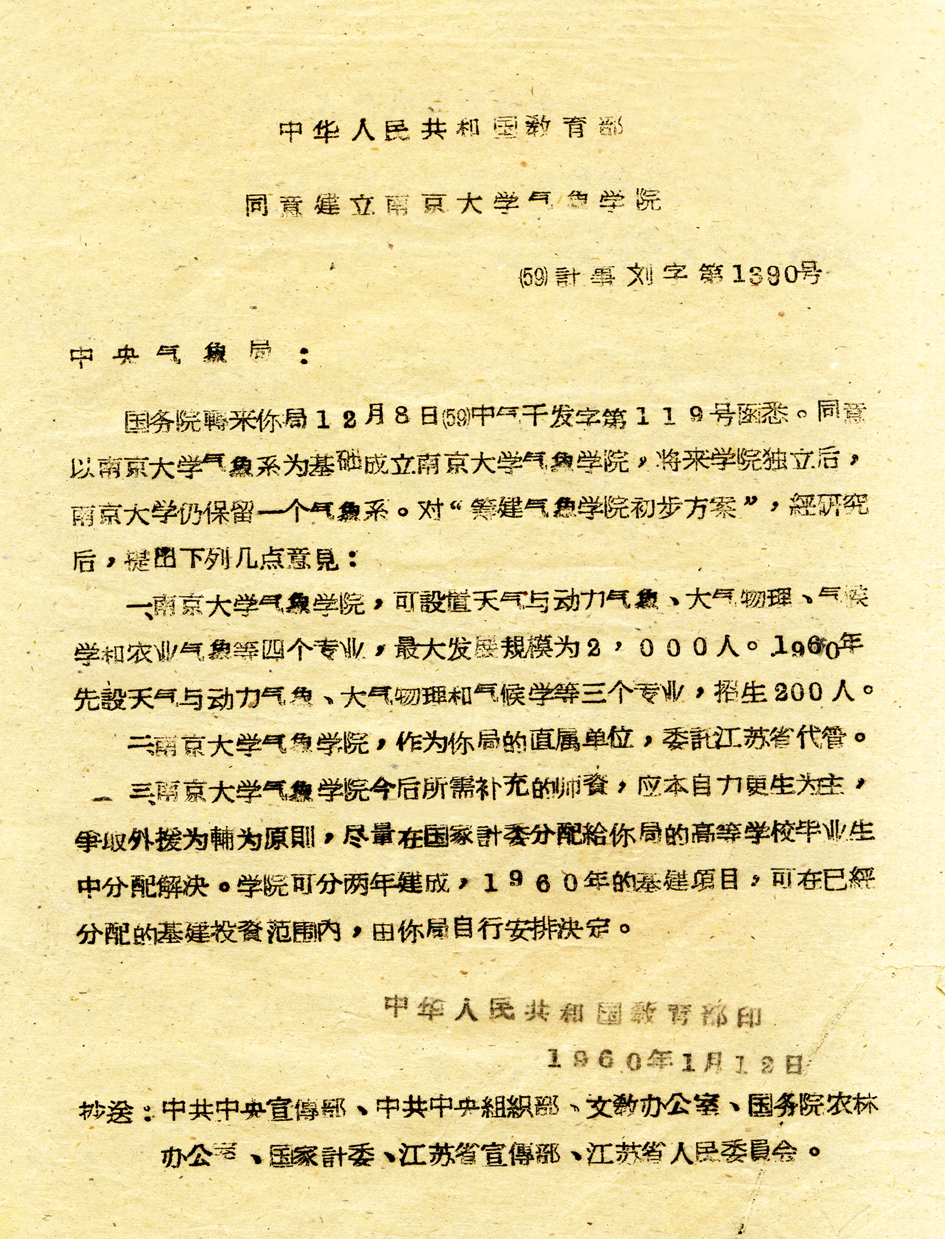 中华人民共和国教育部
同意建立南京大学气象学院
(59)計事刘字第1390号
中央气象局：
国务院轉来你局12月8日(59)中气干发字第119号函悉。同意
以南京大学气象系为基础成立南京大学气象学院，将来学院独立后，
南京大学仍保留一个气象系。对“筹建气象学院初步方案”，經研究
后，提出下列几点意見：
一、南京大学气象学院，可設置天气与动力气象、大气物理、气候
学和农业气象等四个专业，最大发展規模为2，000人。1960年
先設天气与动力气象、大气物理和气候学等三个专业，招生200人。
二、南京大学气象学院，作为你局的直属单位，委託江苏省代管。
三、南京大学气象学院今后所需补充的师資，应本自力更生为主，
争取外援为輔为原則，尽量在国家計委分配給你局的高等学校毕业生
中分配解决。学院可分两年建成，1960年的基建項目，可在已經
分配的基建投資范围内，由你局自行安排決定。
中华人民共和国教育部印
1960年1月12日
抄送：中共中央宣傳部、中共中央組織部、文教办公室、国务院农林
办公室、国家計委、江苏省宣傳部、江苏省人民委員会。